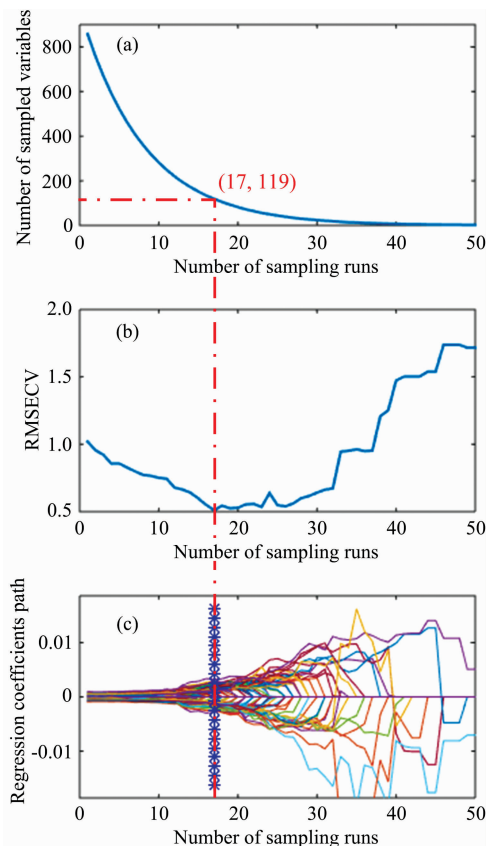 (a)
Number of sampled variables
800
600
400
200
0
(17, 119)
0 10 20 30 40 50
Number of sampling runs
(b)
RMSECV
2.0
1.5
1.0
0.5
0 10 20 30 40 50
Number of sampling runs
(c)
Regression coefficients path
0.01
0
-0.01
0 10 20 30 40 50
Number of sampling runs